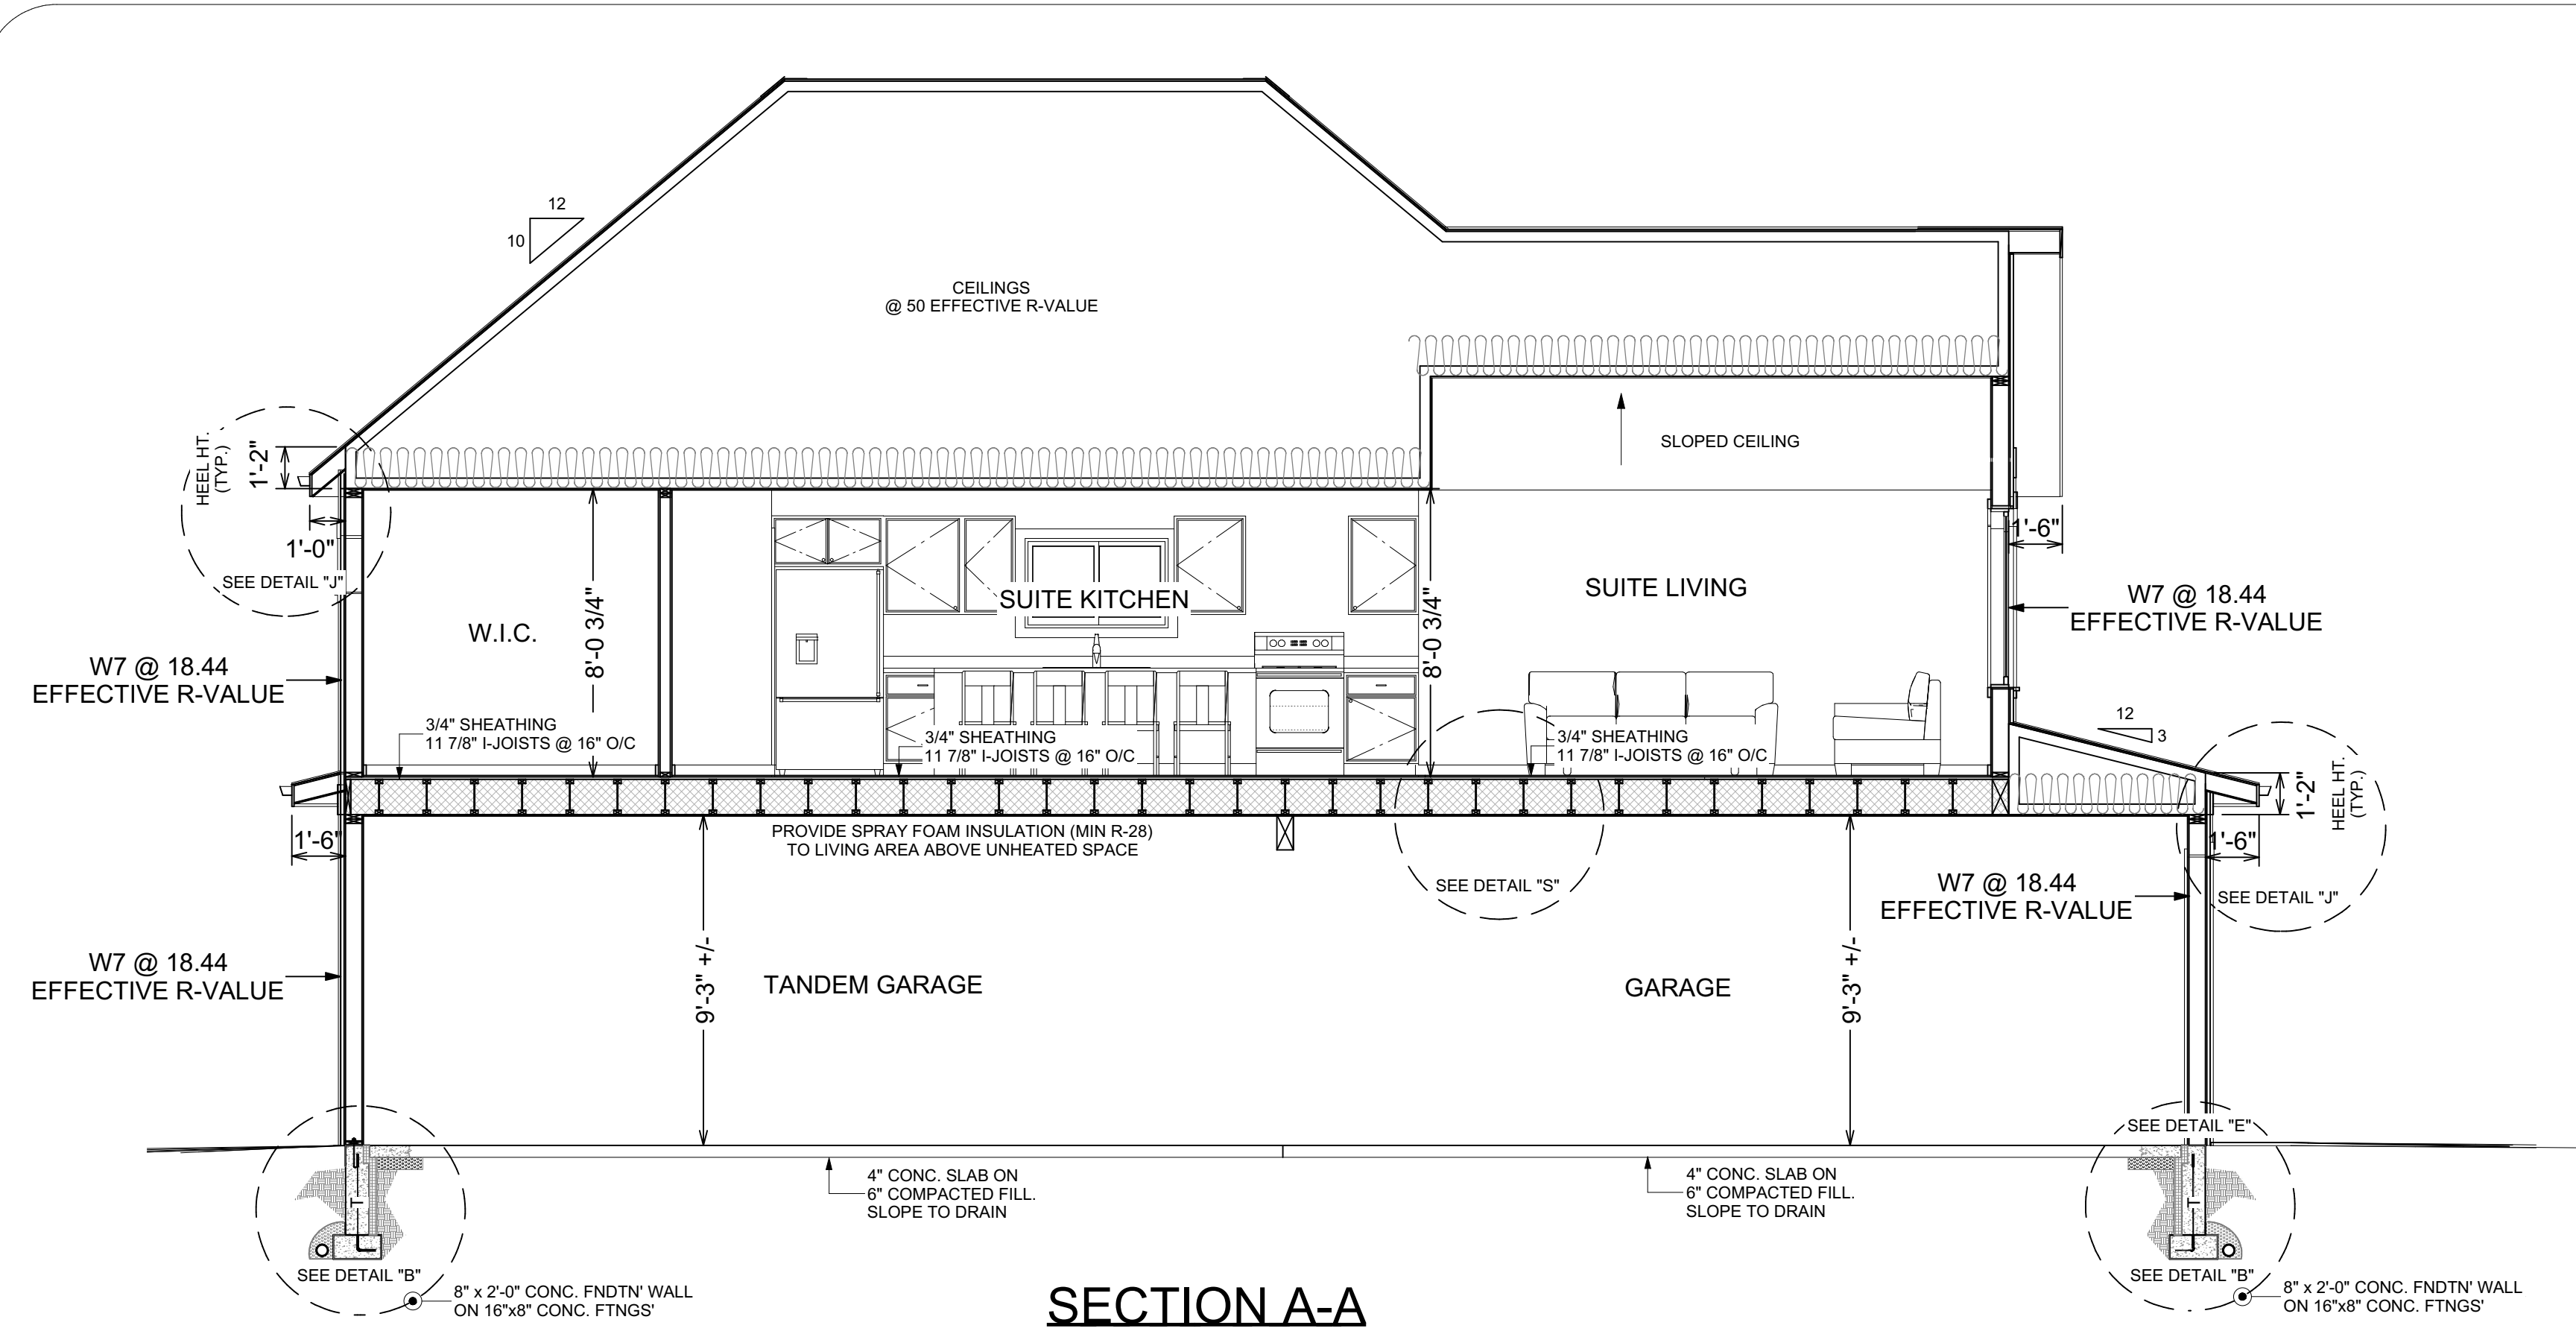 12
10
CEILINGS
@ 50 EFFECTIVE R-VALUE
HEEL HT.
(TYP.)
1'-2"
SLOPED CEILING
1'-0"
SEE DETAIL "J"
1'-6"
W.I.C.
8'-0 3/4"
SUITE KITCHEN
8'-0 3/4"
SUITE LIVING
W7 @ 18.44
EFFECTIVE R-VALUE
W7 @ 18.44
EFFECTIVE R-VALUE
3/4" SHEATHING
11 7/8" I-JOISTS @ 16" O/C
3/4" SHEATHING
11 7/8" I-JOISTS @ 16" O/C
3/4" SHEATHING
11 7/8" I-JOISTS @ 16" O/C
12
3
1'-2"
HEEL HT.
(TYP.)
1'-6"
PROVIDE SPRAY FOAM INSULATION (MIN R-28)
TO LIVING AREA ABOVE UNHEATED SPACE
1'-6"
SEE DETAIL "S"
W7 @ 18.44
EFFECTIVE R-VALUE
SEE DETAIL "J"
W7 @ 18.44
EFFECTIVE R-VALUE
9'-3" +/-
TANDEM GARAGE
GARAGE
9'-3" +/-
SEE DETAIL "E"
4" CONC. SLAB ON
6" COMPACTED FILL.
SLOPE TO DRAIN
4" CONC. SLAB ON
6" COMPACTED FILL.
SLOPE TO DRAIN
SEE DETAIL "B"
8" x 2'-0" CONC. FNDTN' WALL
ON 16"x8" CONC. FTNGS'
SEE DETAIL "B"
8" x 2'-0" CONC. FNDTN' WALL
ON 16"x8" CONC. FTNGS'
SECTION A-A